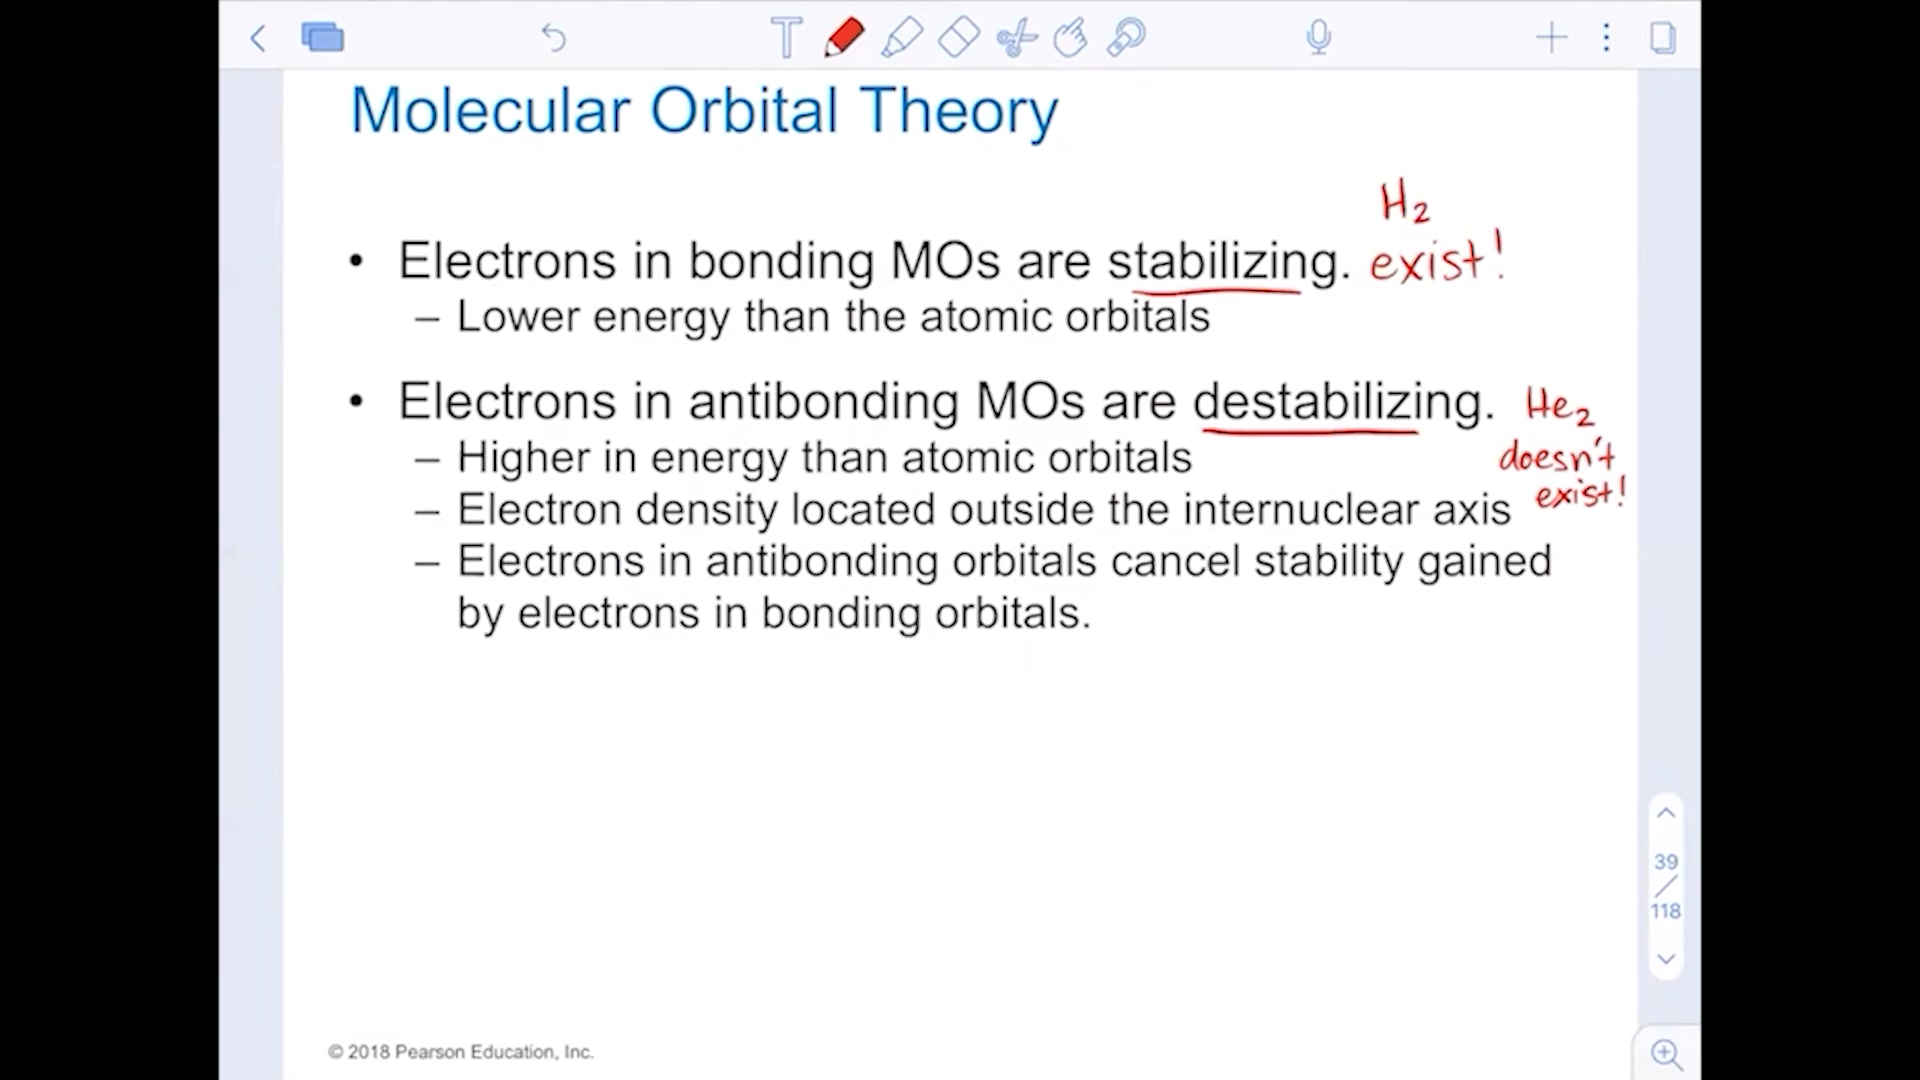 T
Molecular Orbital Theory
H₂
• Electrons in bonding MOs are stabilizing. exist!
– Lower energy than the atomic orbitals
• Electrons in antibonding MOs are destabilizing. He₂
– Higher in energy than atomic orbitals doesn't
exist!
– Electron density located outside the internuclear axis
– Electrons in antibonding orbitals cancel stability gained
by electrons in bonding orbitals.
39
/
118
© 2018 Pearson Education, Inc.